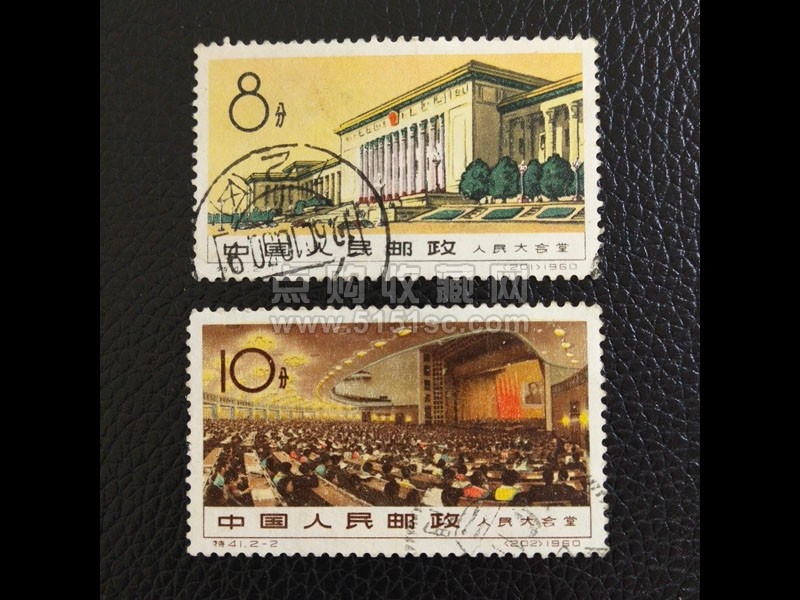 8分
中国人民邮政 人民大会堂
(201)1960
点购收藏网
www.5151sc.com
10分
中国人民邮政 人民大会堂
特41.2-2 (202)1960